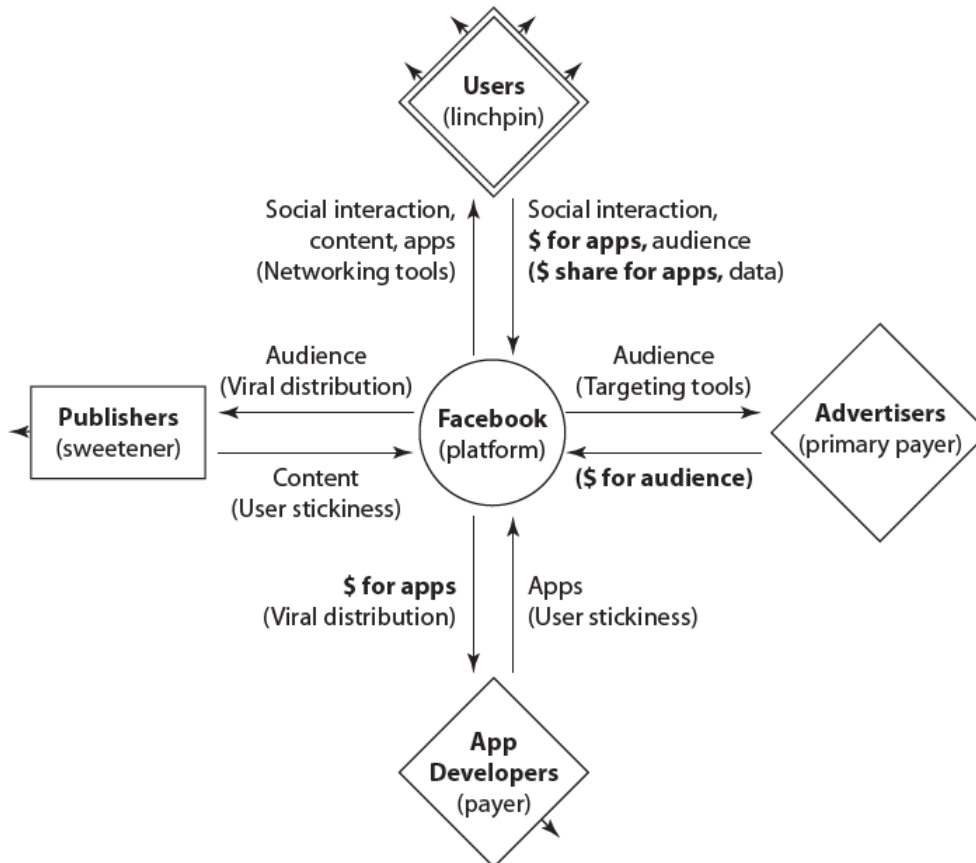 Users
(linchpin)
Social interaction,
content, apps
(Networking tools)
Social interaction,
$ for apps, audience
($ share for apps, data)
Audience
(Viral distribution)
Audience
(Targeting tools)
Publishers
(sweetener)
Facebook
(platform)
Advertisers
(primary payer)
Content
(User stickiness)
($ for audience)
$ for apps
(Viral distribution)
Apps
(User stickiness)
App
Developers
(payer)